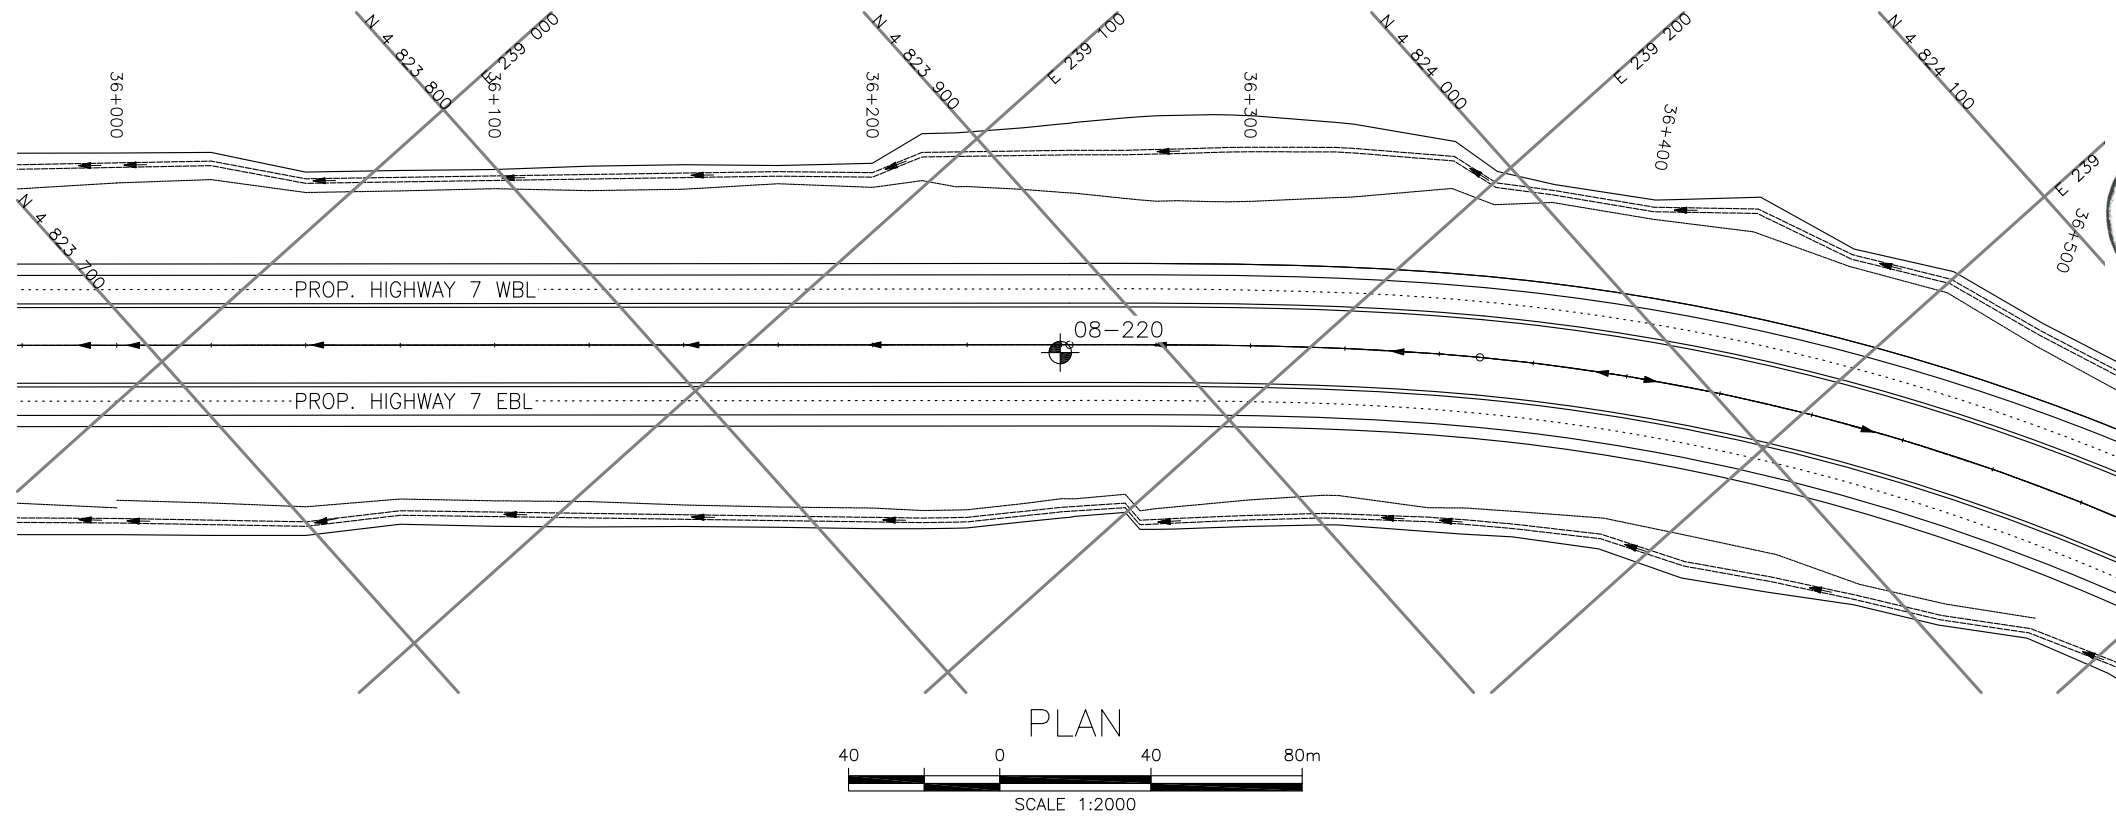 N 4 823 800
E 239 000
N 4 823 900
E 239 100
N 4 824 000
E 239 200
N 4 824 100
E 239
36+000
36+100
36+200
36+300
36+400
36+500
N 4 823 700
PROP. HIGHWAY 7 WBL
08-220
PROP. HIGHWAY 7 EBL
PLAN
40 0 40 80m
SCALE 1:2000